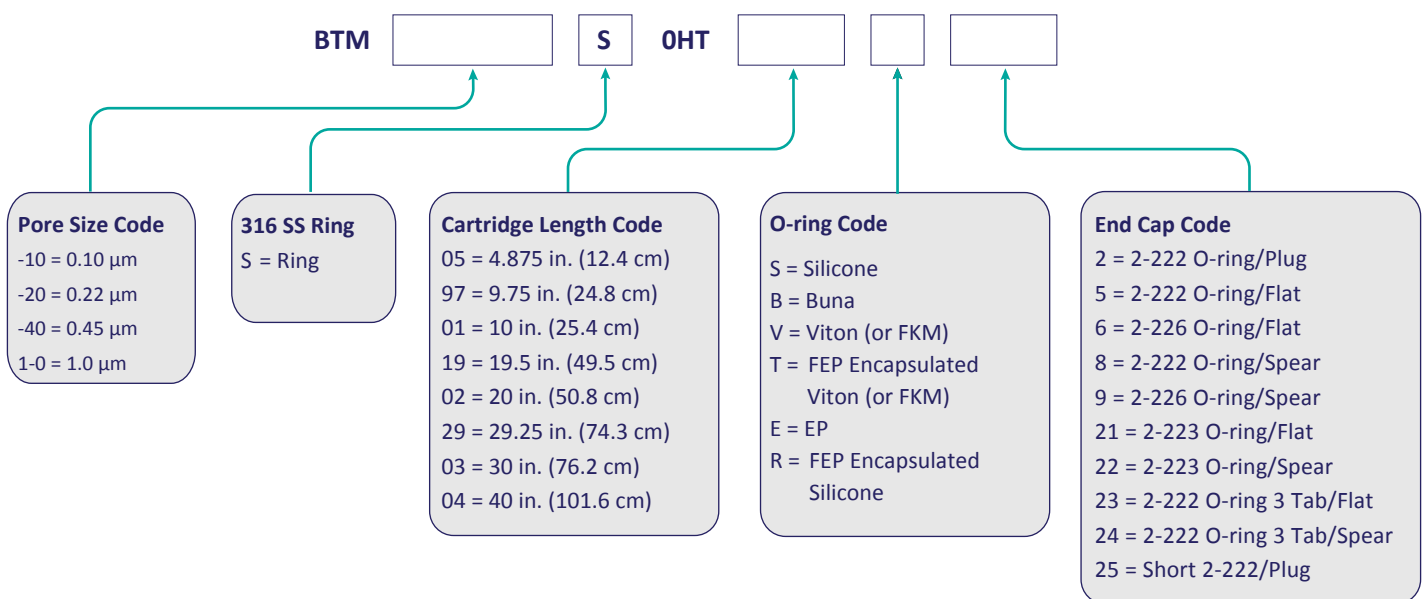 BTM S 0HT
Pore Size Code
-10 = 0.10 µm
-20 = 0.22 µm
-40 = 0.45 µm
1-0 = 1.0 µm
316 SS Ring
S = Ring
Cartridge Length Code
05 = 4.875 in. (12.4 cm)
97 = 9.75 in. (24.8 cm)
01 = 10 in. (25.4 cm)
19 = 19.5 in. (49.5 cm)
02 = 20 in. (50.8 cm)
29 = 29.25 in. (74.3 cm)
03 = 30 in. (76.2 cm)
04 = 40 in. (101.6 cm)
O-ring Code
S = Silicone
B = Buna
V = Viton (or FKM)
T = FEP Encapsulated
Viton (or FKM)
E = EP
R = FEP Encapsulated
Silicone
End Cap Code
2 = 2-222 O-ring/Plug
5 = 2-222 O-ring/Flat
6 = 2-226 O-ring/Flat
8 = 2-222 O-ring/Spear
9 = 2-226 O-ring/Spear
21 = 2-223 O-ring/Flat
22 = 2-223 O-ring/Spear
23 = 2-222 O-ring 3 Tab/Flat
24 = 2-222 O-ring 3 Tab/Spear
25 = Short 2-222/Plug